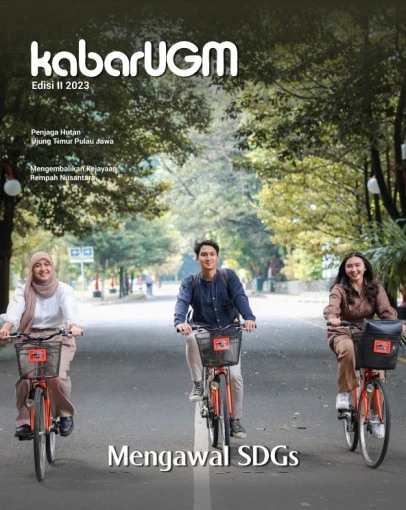 kabarUGM
Edisi II 2023
Penjaga Hutan
Ujung Timur Pulau Jawa
Mengembalikan Kejayaan
Rempah Nusantara
Mengawal SDGs